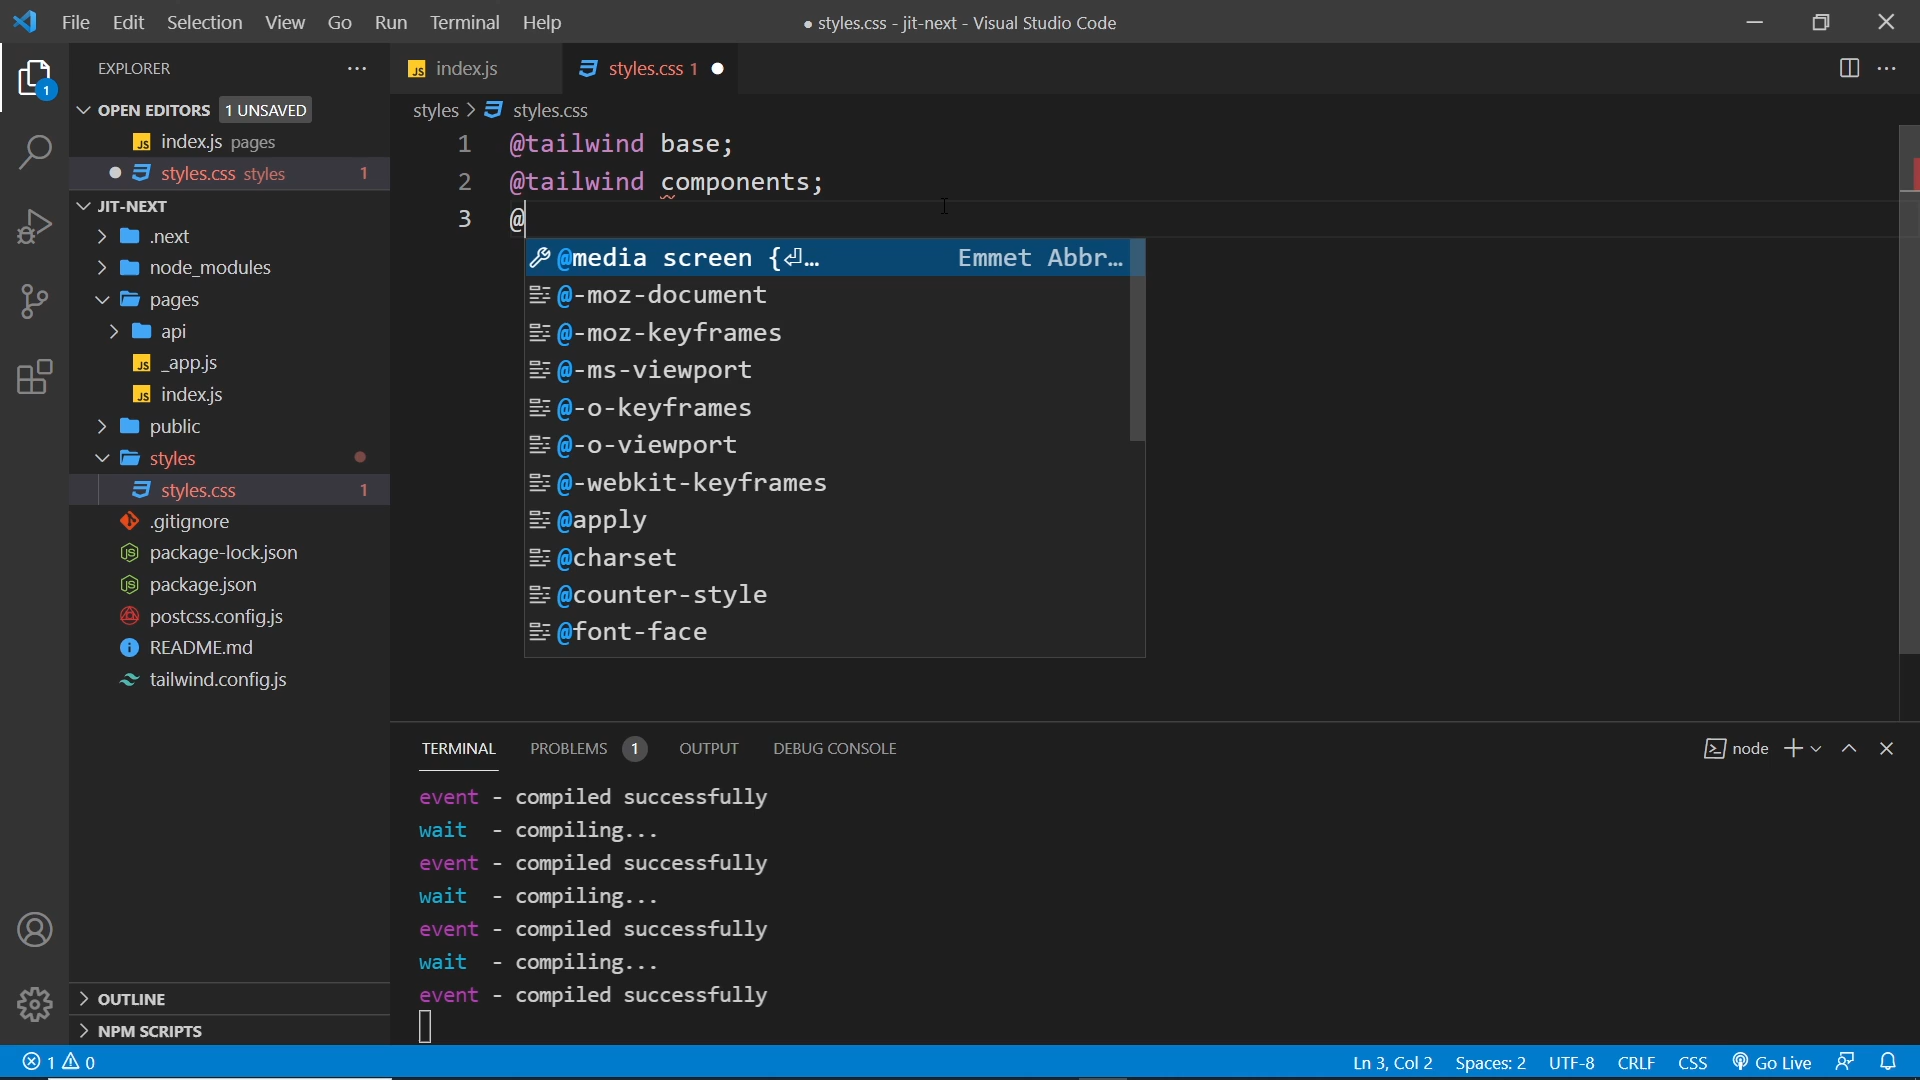 File Edit Selection View Go Run Terminal Help
● styles.css - jit-next - Visual Studio Code
EXPLORER
OPEN EDITORS 1 UNSAVED
index.js pages
styles.css styles 1
JIT-NEXT
.next
node_modules
pages
api
JS _app.js
JS index.js
public
styles
styles.css 1
.gitignore
package-lock.json
package.json
postcss.config.js
README.md
tailwind.config.js
OUTLINE
NPM SCRIPTS
1
JS index.js
styles.css 1
styles > styles.css
1 @tailwind base;
2 @tailwind components;
3 @
@media screen {⏎… Emmet Abbr…
@-moz-document
@-moz-keyframes
@-ms-viewport
@-o-keyframes
@-o-viewport
@-webkit-keyframes
@apply
@charset
@counter-style
@font-face
TERMINAL PROBLEMS 1 OUTPUT DEBUG CONSOLE
node
event - compiled successfully
wait - compiling...
event - compiled successfully
wait - compiling...
event - compiled successfully
wait - compiling...
event - compiled successfully
1 0
Ln 3, Col 2 Spaces: 2 UTF-8 CRLF CSS Go Live